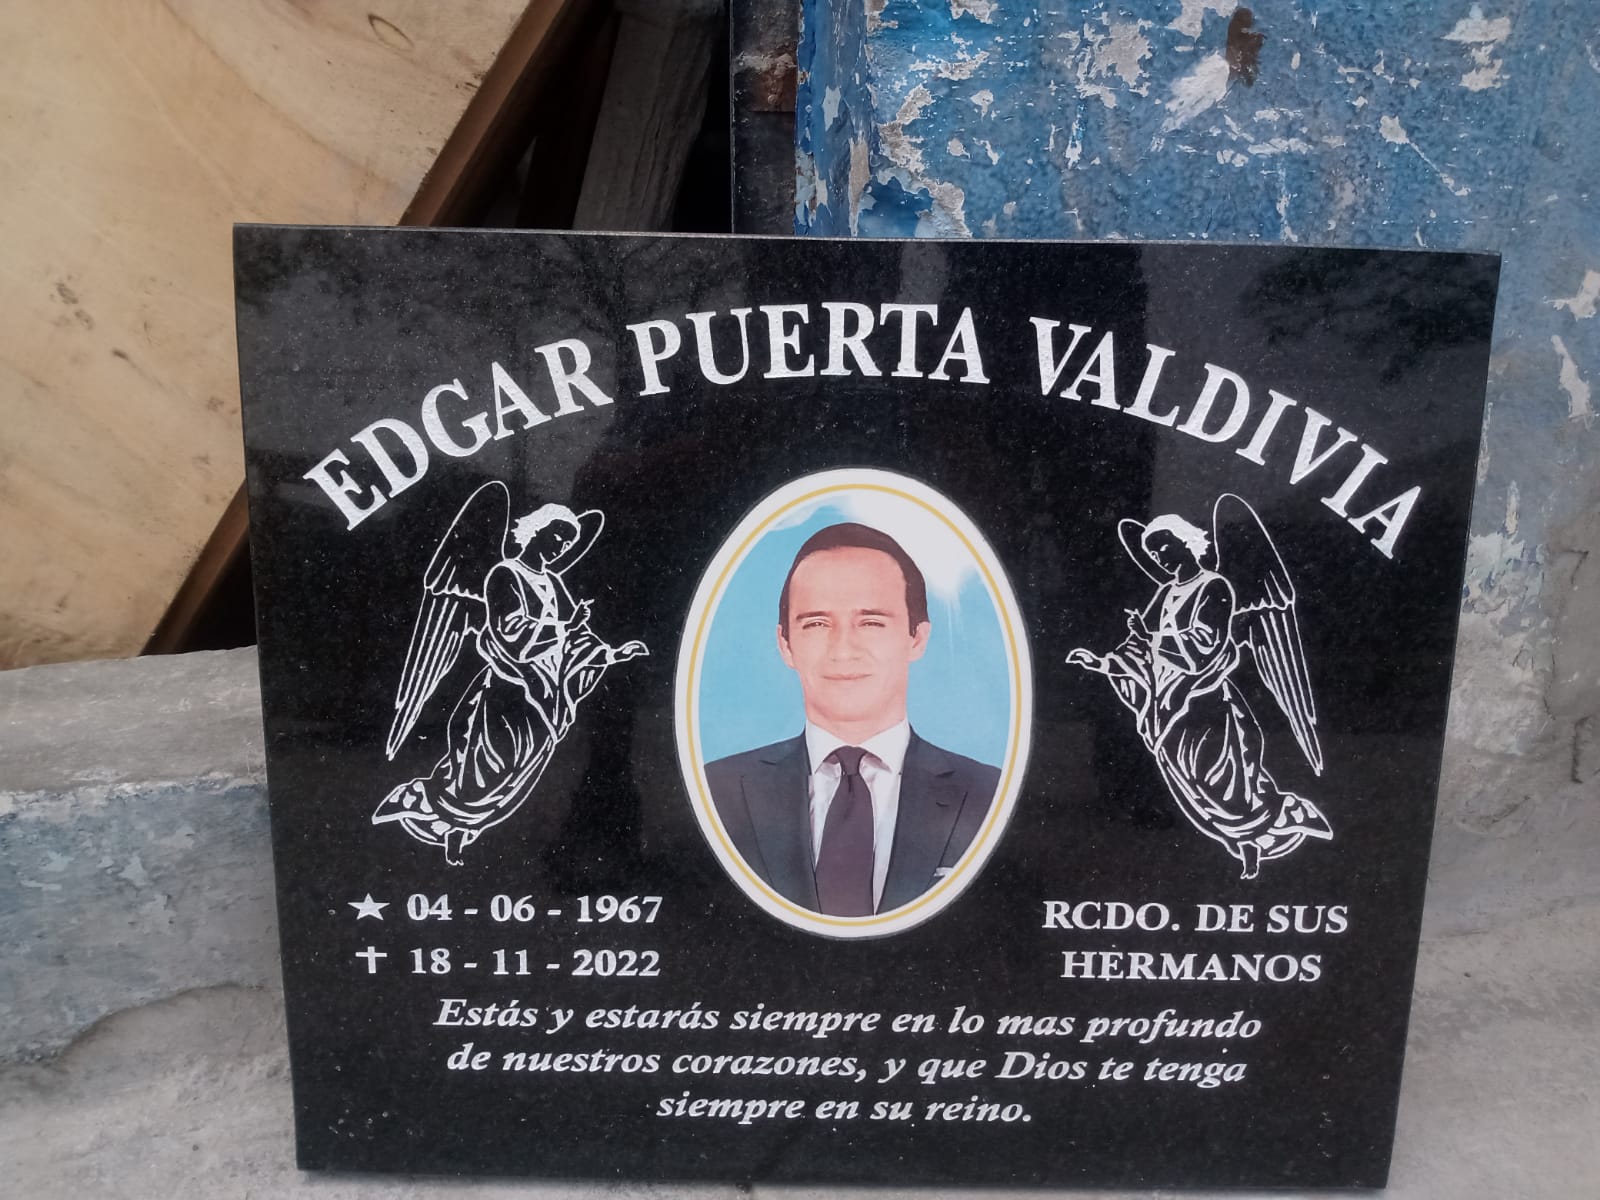 EDGAR PUERTA VALDIVIA
★ 04 - 06 - 1967
✝ 18 - 11 - 2022
RCDO. DE SUS
HERMANOS
Estás y estarás siempre en lo mas profundo
de nuestros corazones, y que Dios te tenga
siempre en su reino.